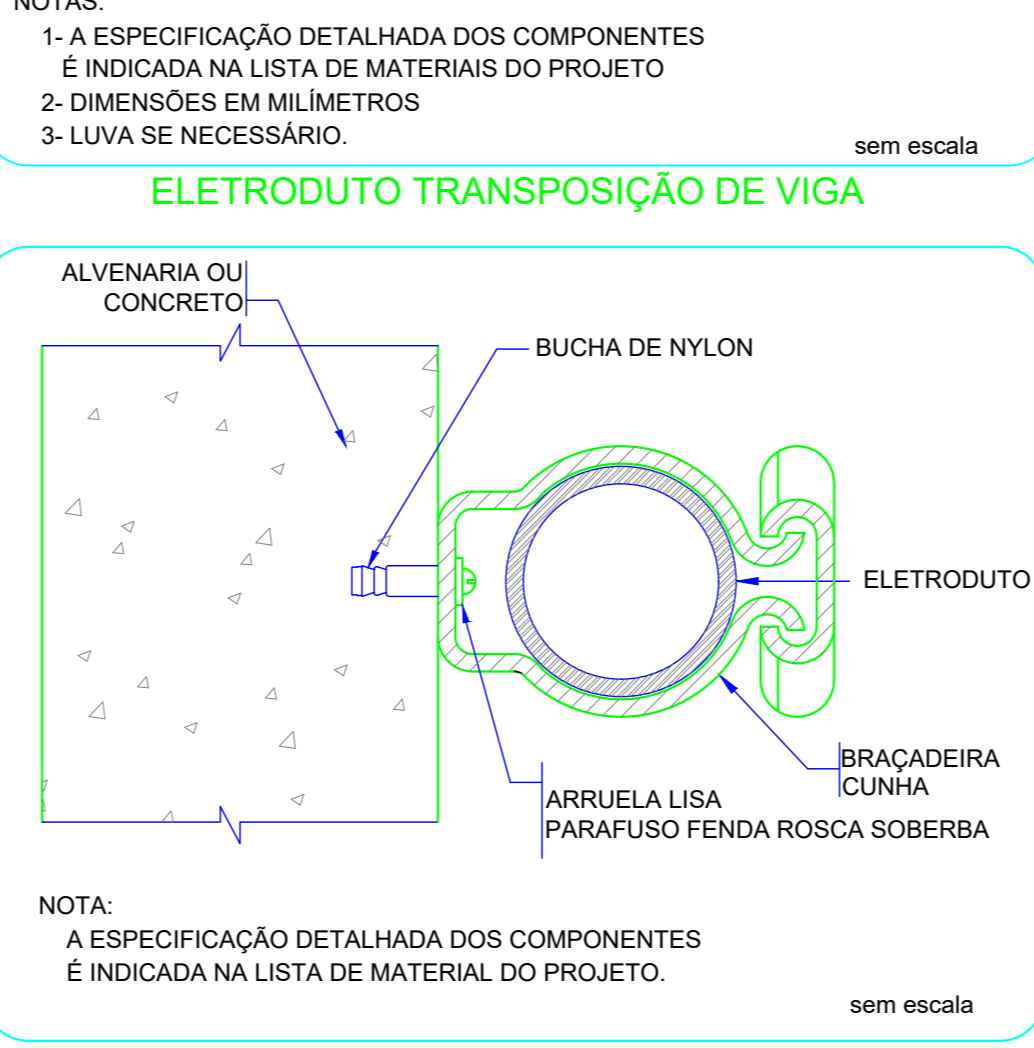 NOTAS:
1- A ESPECIFICAÇÃO DETALHADA DOS COMPONENTES
É INDICADA NA LISTA DE MATERIAIS DO PROJETO
2- DIMENSÕES EM MILÍMETROS
3- LUVA SE NECESSÁRIO.
sem escala
ELETRODUTO TRANSPOSIÇÃO DE VIGA
ALVENARIA OU
CONCRETO
BUCHA DE NYLON
ELETRODUTO
BRAÇADEIRA
CUNHA
ARRUELA LISA
PARAFUSO FENDA ROSCA SOBERBA
NOTA:
A ESPECIFICAÇÃO DETALHADA DOS COMPONENTES
É INDICADA NA LISTA DE MATERIAL DO PROJETO.
sem escala